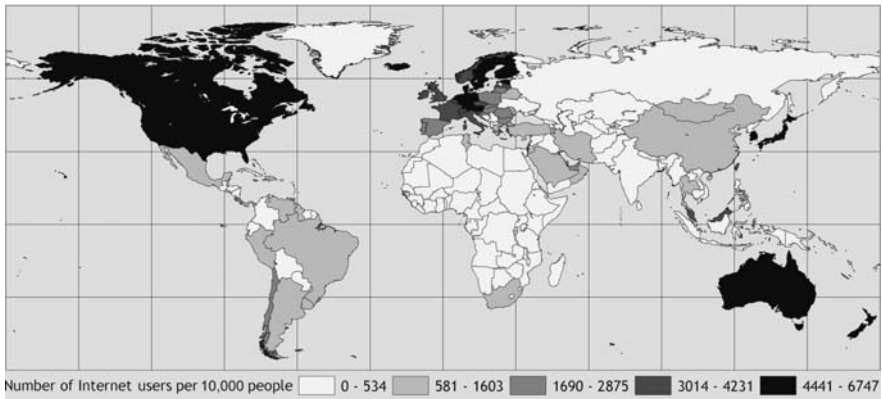 Number of Internet users per 10,000 people 0 - 534 581 - 1603 1690 - 2875 3014 - 4231 4441 - 6747